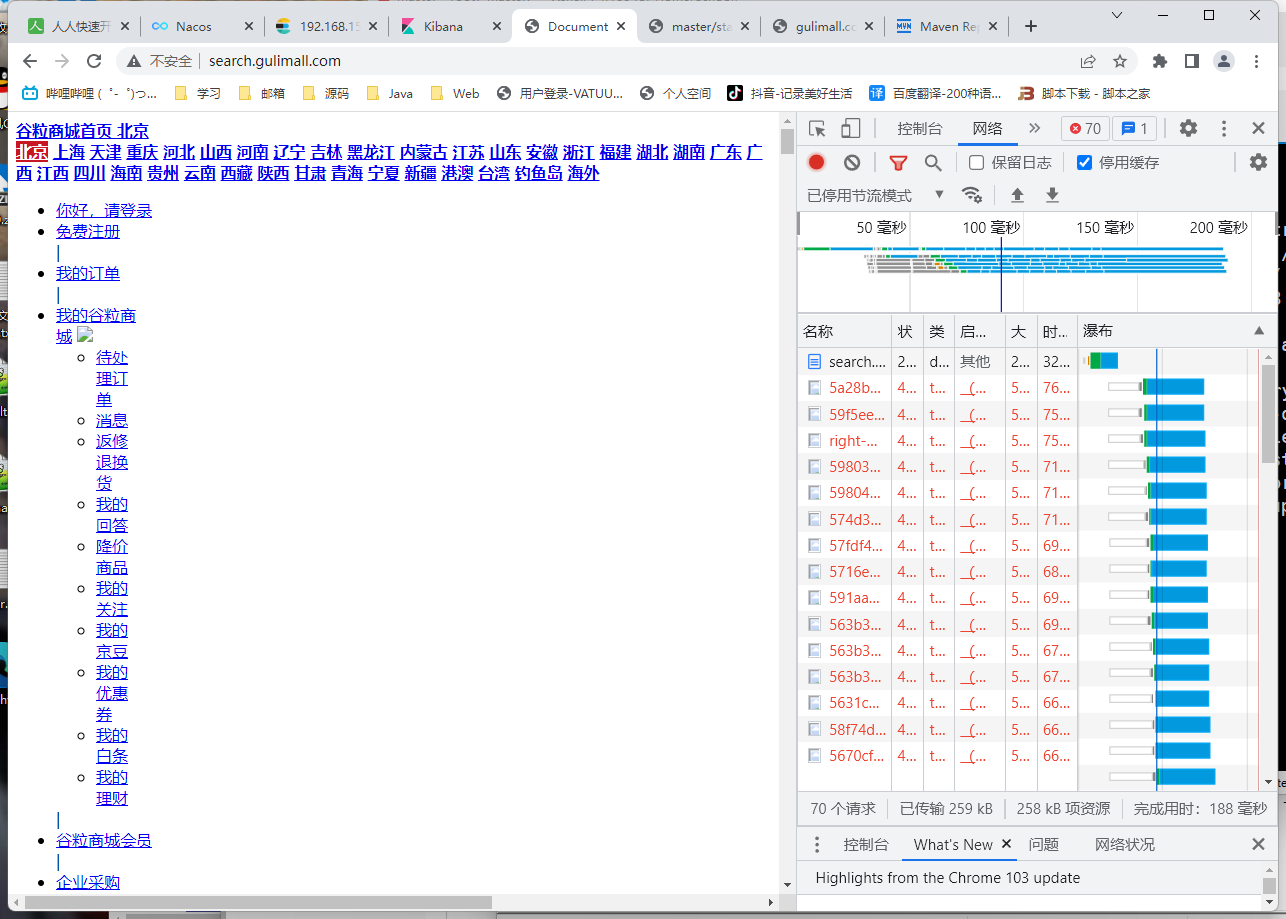 人人快速开
Nacos
192.168.15
Kibana
Document
master/sta
gulimall.co
Maven Rep
不安全
search.gulimall.com
哔哩哔哩 ( ゜- ゜)つ...
学习
邮箱
源码
Java
Web
用户登录-VATUU...
个人空间
抖音-记录美好生活
百度翻译-200种语...
脚本下载 - 脚本之家
谷粒商城首页 北京
北京 上海 天津 重庆 河北 山西 河南 辽宁 吉林 黑龙江 内蒙古 江苏 山东 安徽 浙江 福建 湖北 湖南 广东 广
西 江西 四川 海南 贵州 云南 西藏 陕西 甘肃 青海 宁夏 新疆 港澳 台湾 钓鱼岛 海外
你好，请登录
免费注册
|
我的订单
|
我的谷粒商
城
待处
理订
单
消息
返修
退换
货
我的
回答
降价
商品
我的
关注
我的
京豆
我的
优惠
券
我的
白条
我的
理财
|
谷粒商城会员
|
企业采购
控制台
网络
70
1
保留日志
停用缓存
已停用节流模式
50 毫秒
100 毫秒
150 毫秒
200 毫秒
名称 状 类 启... 大 时... 瀑布
search.... 2... d... 其他 2... 32...
5a28b... 4... t... _(... 5... 76...
59f5ee... 4... t... _(... 5... 75...
right-... 4... t... _(... 5... 75...
59803... 4... t... _(... 5... 71...
59804... 4... t... _(... 5... 71...
574d3... 4... t... _(... 5... 71...
57fdf4... 4... t... _(... 5... 69...
5716e... 4... t... _(... 5... 68...
591aa... 4... t... _(... 5... 69...
563b3... 4... t... _(... 5... 69...
563b3... 4... t... _(... 5... 67...
563b3... 4... t... _(... 5... 67...
5631c... 4... t... _(... 5... 66...
58f74d... 4... t... _(... 5... 66...
5670cf... 4... t... _(... 5... 66...
70 个请求
已传输 259 kB
258 kB 项资源
完成用时：188 毫秒
控制台
What's New
问题
网络状况
Highlights from the Chrome 103 update